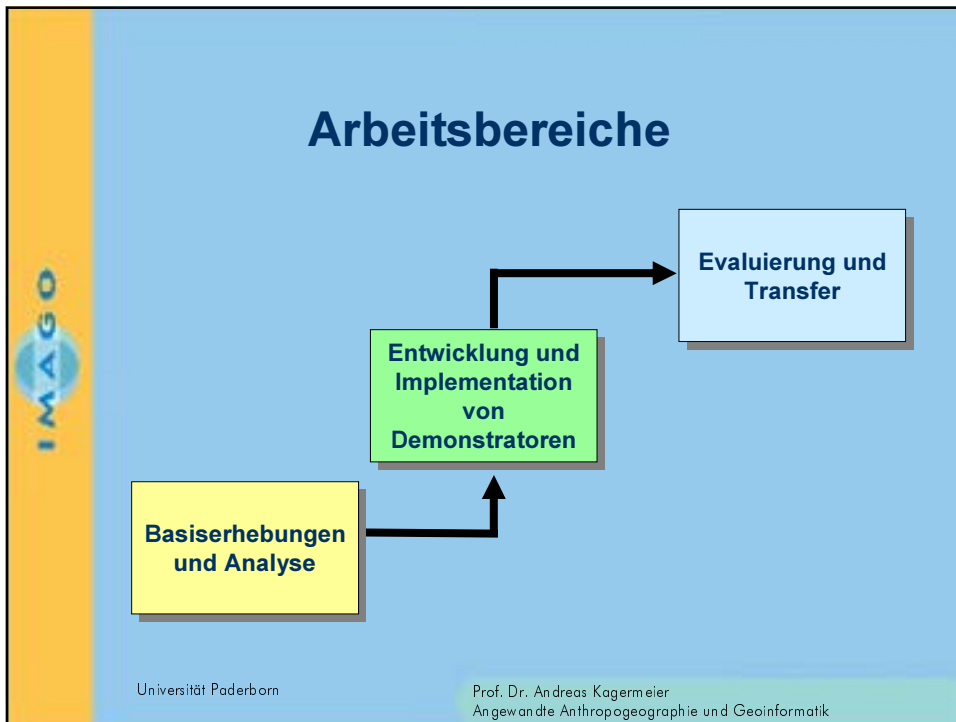 Arbeitsbereiche
Evaluierung und
Transfer
Entwicklung und
Implementation
von
Demonstratoren
Basiserhebungen
und Analyse
IMAGO
Universität Paderborn
Prof. Dr. Andreas Kagermeier
Angewandte Anthropogeographie und Geoinformatik